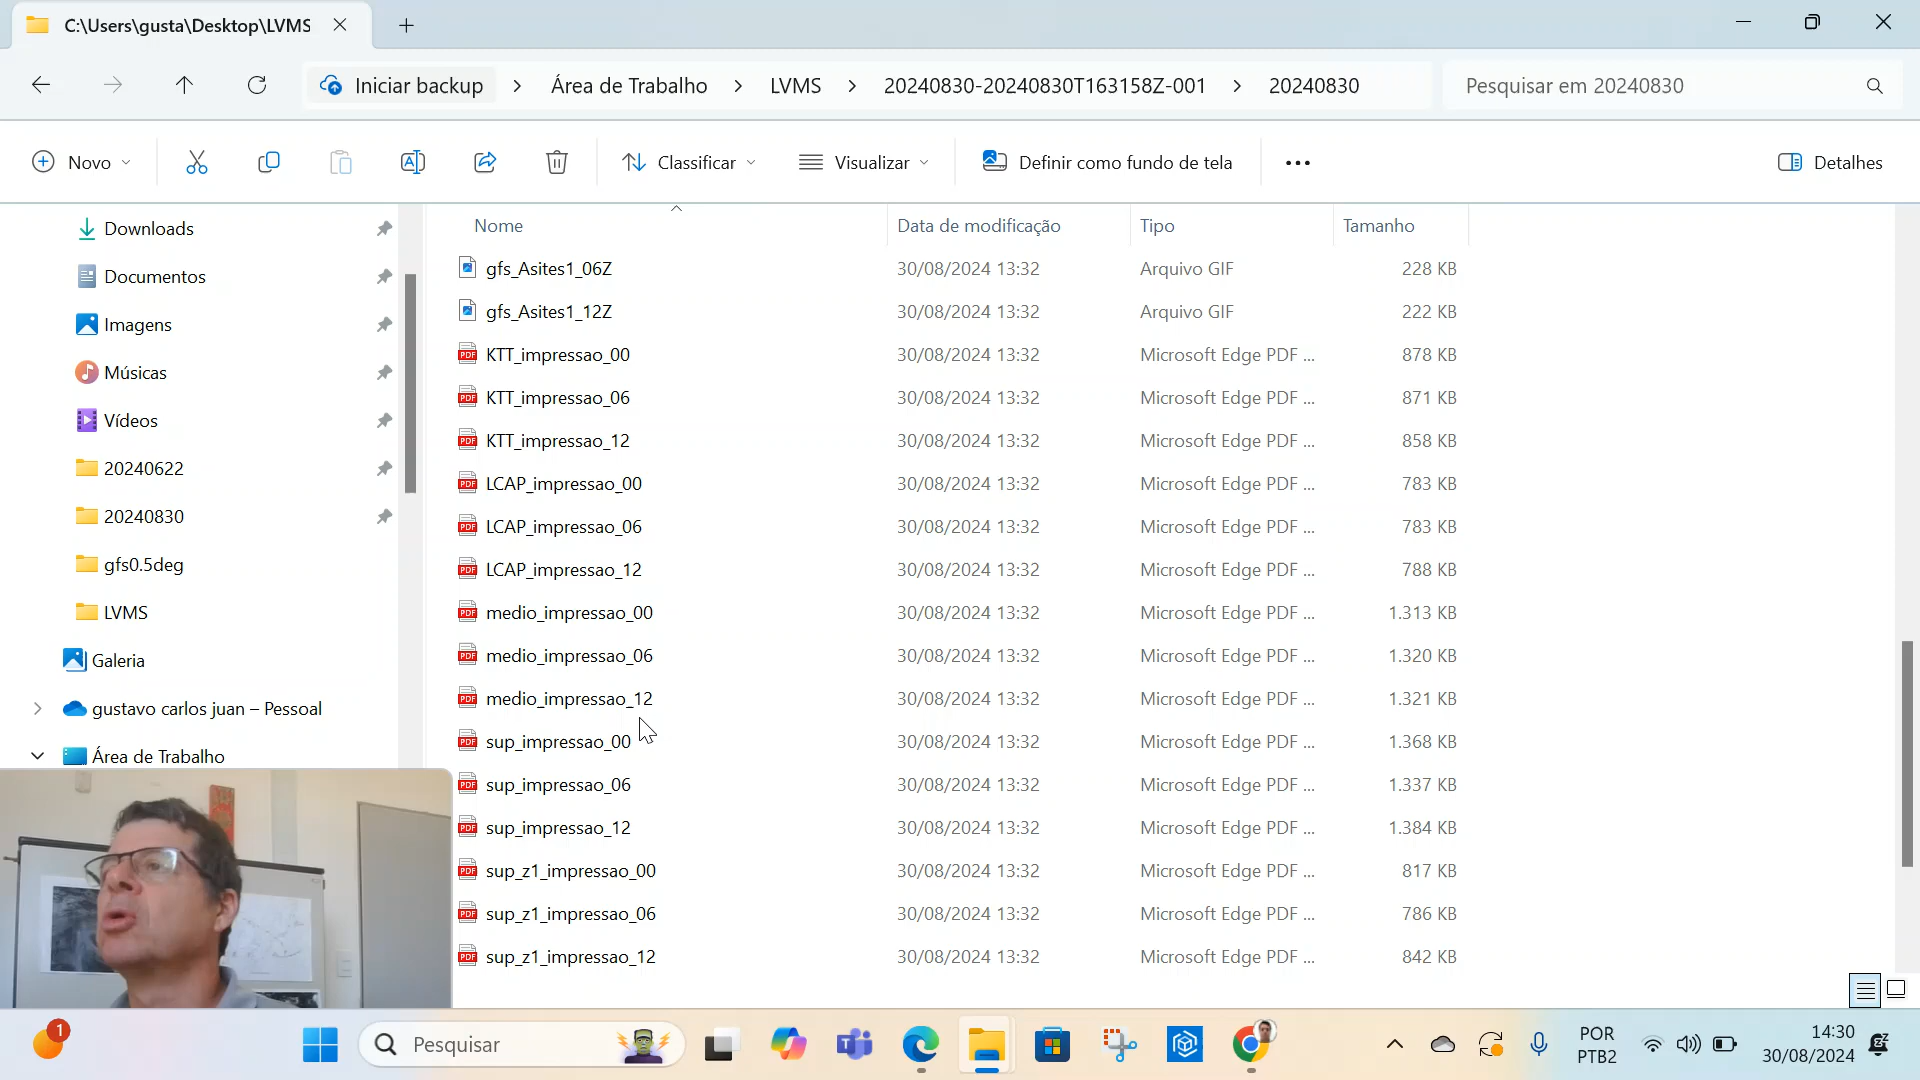 C:\Users\gusta\Desktop\LVMS
Iniciar backup > Área de Trabalho > LVMS > 20240830-20240830T163158Z-001 > 20240830
Pesquisar em 20240830
Novo
Classificar
Visualizar
Definir como fundo de tela
Detalhes
Downloads
Documentos
Imagens
Músicas
Vídeos
20240622
20240830
gfs0.5deg
LVMS
Galeria
gustavo carlos juan – Pessoal
Área de Trabalho
Nome Data de modificação Tipo Tamanho
gfs_Asites1_06Z 30/08/2024 13:32 Arquivo GIF 228 KB
gfs_Asites1_12Z 30/08/2024 13:32 Arquivo GIF 222 KB
KTT_impressao_00 30/08/2024 13:32 Microsoft Edge PDF ... 878 KB
KTT_impressao_06 30/08/2024 13:32 Microsoft Edge PDF ... 871 KB
KTT_impressao_12 30/08/2024 13:32 Microsoft Edge PDF ... 858 KB
LCAP_impressao_00 30/08/2024 13:32 Microsoft Edge PDF ... 783 KB
LCAP_impressao_06 30/08/2024 13:32 Microsoft Edge PDF ... 783 KB
LCAP_impressao_12 30/08/2024 13:32 Microsoft Edge PDF ... 788 KB
medio_impressao_00 30/08/2024 13:32 Microsoft Edge PDF ... 1.313 KB
medio_impressao_06 30/08/2024 13:32 Microsoft Edge PDF ... 1.320 KB
medio_impressao_12 30/08/2024 13:32 Microsoft Edge PDF ... 1.321 KB
sup_impressao_00 30/08/2024 13:32 Microsoft Edge PDF ... 1.368 KB
sup_impressao_06 30/08/2024 13:32 Microsoft Edge PDF ... 1.337 KB
sup_impressao_12 30/08/2024 13:32 Microsoft Edge PDF ... 1.384 KB
sup_z1_impressao_00 30/08/2024 13:32 Microsoft Edge PDF ... 817 KB
sup_z1_impressao_06 30/08/2024 13:32 Microsoft Edge PDF ... 786 KB
sup_z1_impressao_12 30/08/2024 13:32 Microsoft Edge PDF ... 842 KB
1
Pesquisar
POR
PTB2
14:30
30/08/2024